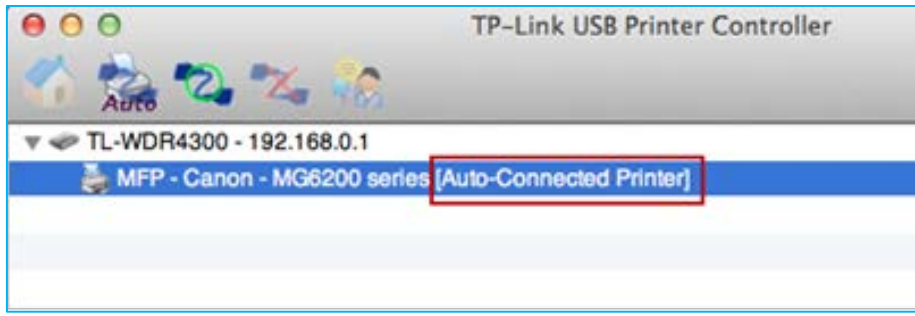 TP-Link USB Printer Controller
Auto
TL-WDR4300 - 192.168.0.1
MFP - Canon - MG6200 series [Auto-Connected Printer]